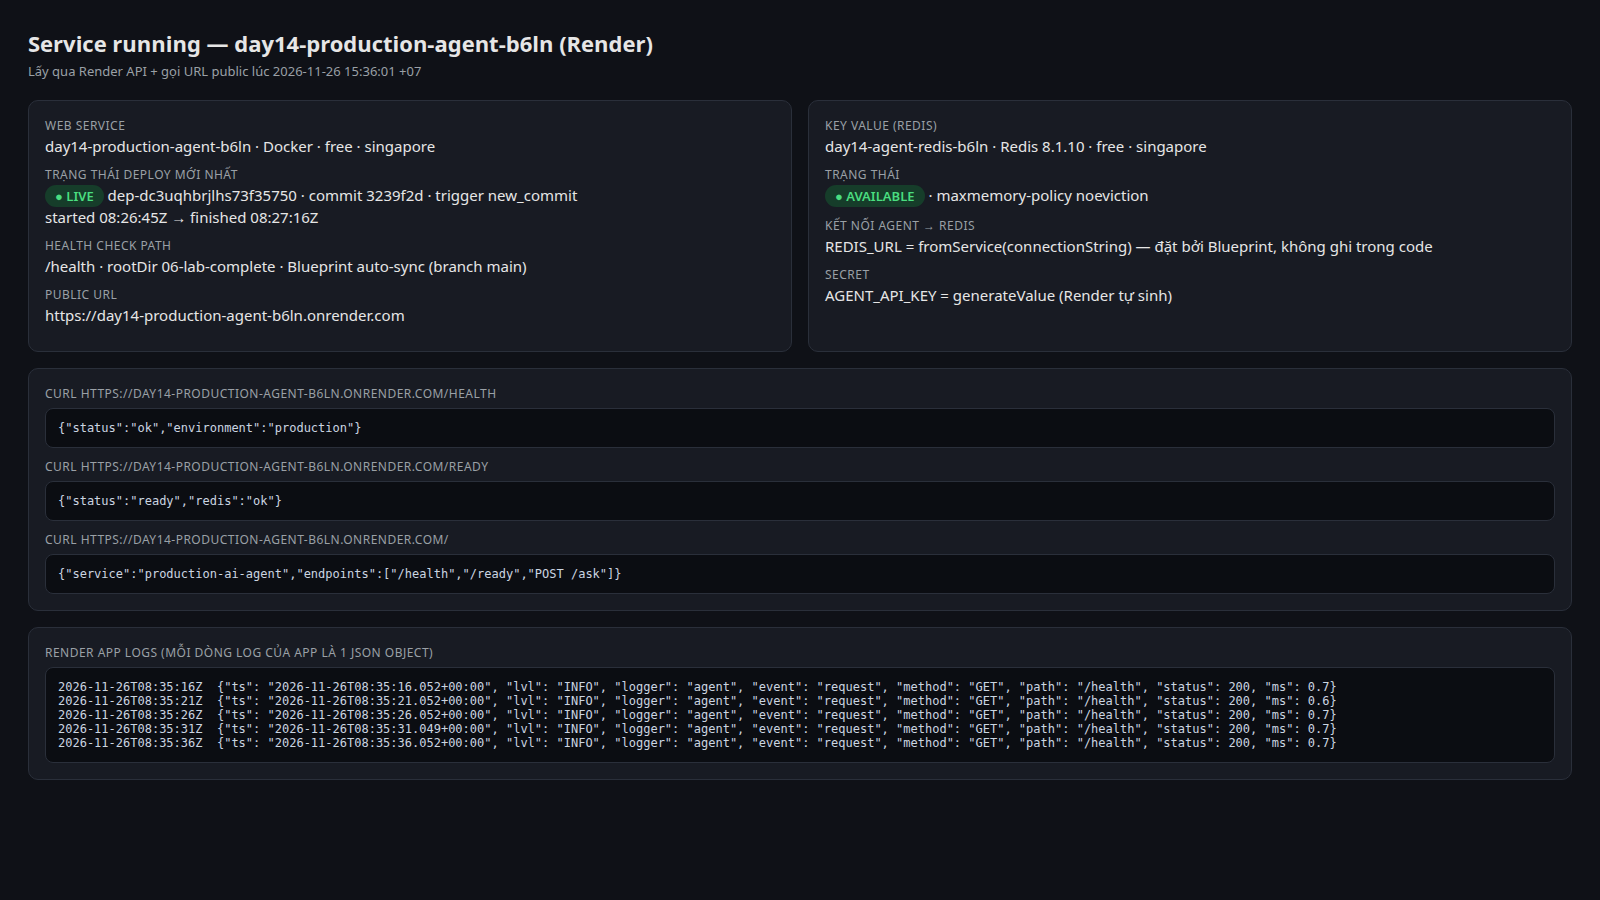 Service running — day14-production-agent-b6ln (Render)
Lấy qua Render API + gọi URL public lúc 2026-11-26 15:36:01 +07
WEB SERVICE
day14-production-agent-b6ln · Docker · free · singapore
TRẠNG THÁI DEPLOY MỚI NHẤT
● LIVE dep-dc3uqhbrjlhs73f35750 · commit 3239f2d · trigger new_commit
started 08:26:45Z → finished 08:27:16Z
HEALTH CHECK PATH
/health · rootDir 06-lab-complete · Blueprint auto-sync (branch main)
PUBLIC URL
https://day14-production-agent-b6ln.onrender.com
KEY VALUE (REDIS)
day14-agent-redis-b6ln · Redis 8.1.10 · free · singapore
TRẠNG THÁI
● AVAILABLE · maxmemory-policy noeviction
KẾT NỐI AGENT → REDIS
REDIS_URL = fromService(connectionString) — đặt bởi Blueprint, không ghi trong code
SECRET
AGENT_API_KEY = generateValue (Render tự sinh)
CURL HTTPS://DAY14-PRODUCTION-AGENT-B6LN.ONRENDER.COM/HEALTH
{"status":"ok","environment":"production"}
CURL HTTPS://DAY14-PRODUCTION-AGENT-B6LN.ONRENDER.COM/READY
{"status":"ready","redis":"ok"}
CURL HTTPS://DAY14-PRODUCTION-AGENT-B6LN.ONRENDER.COM/
{"service":"production-ai-agent","endpoints":["/health","/ready","POST /ask"]}
RENDER APP LOGS (MỖI DÒNG LOG CỦA APP LÀ 1 JSON OBJECT)
2026-11-26T08:35:16Z  {"ts": "2026-11-26T08:35:16.052+00:00", "lvl": "INFO", "logger": "agent", "event": "request", "method": "GET", "path": "/health", "status": 200, "ms": 0.7}
2026-11-26T08:35:21Z  {"ts": "2026-11-26T08:35:21.052+00:00", "lvl": "INFO", "logger": "agent", "event": "request", "method": "GET", "path": "/health", "status": 200, "ms": 0.6}
2026-11-26T08:35:26Z  {"ts": "2026-11-26T08:35:26.052+00:00", "lvl": "INFO", "logger": "agent", "event": "request", "method": "GET", "path": "/health", "status": 200, "ms": 0.7}
2026-11-26T08:35:31Z  {"ts": "2026-11-26T08:35:31.049+00:00", "lvl": "INFO", "logger": "agent", "event": "request", "method": "GET", "path": "/health", "status": 200, "ms": 0.7}
2026-11-26T08:35:36Z  {"ts": "2026-11-26T08:35:36.052+00:00", "lvl": "INFO", "logger": "agent", "event": "request", "method": "GET", "path": "/health", "status": 200, "ms": 0.7}